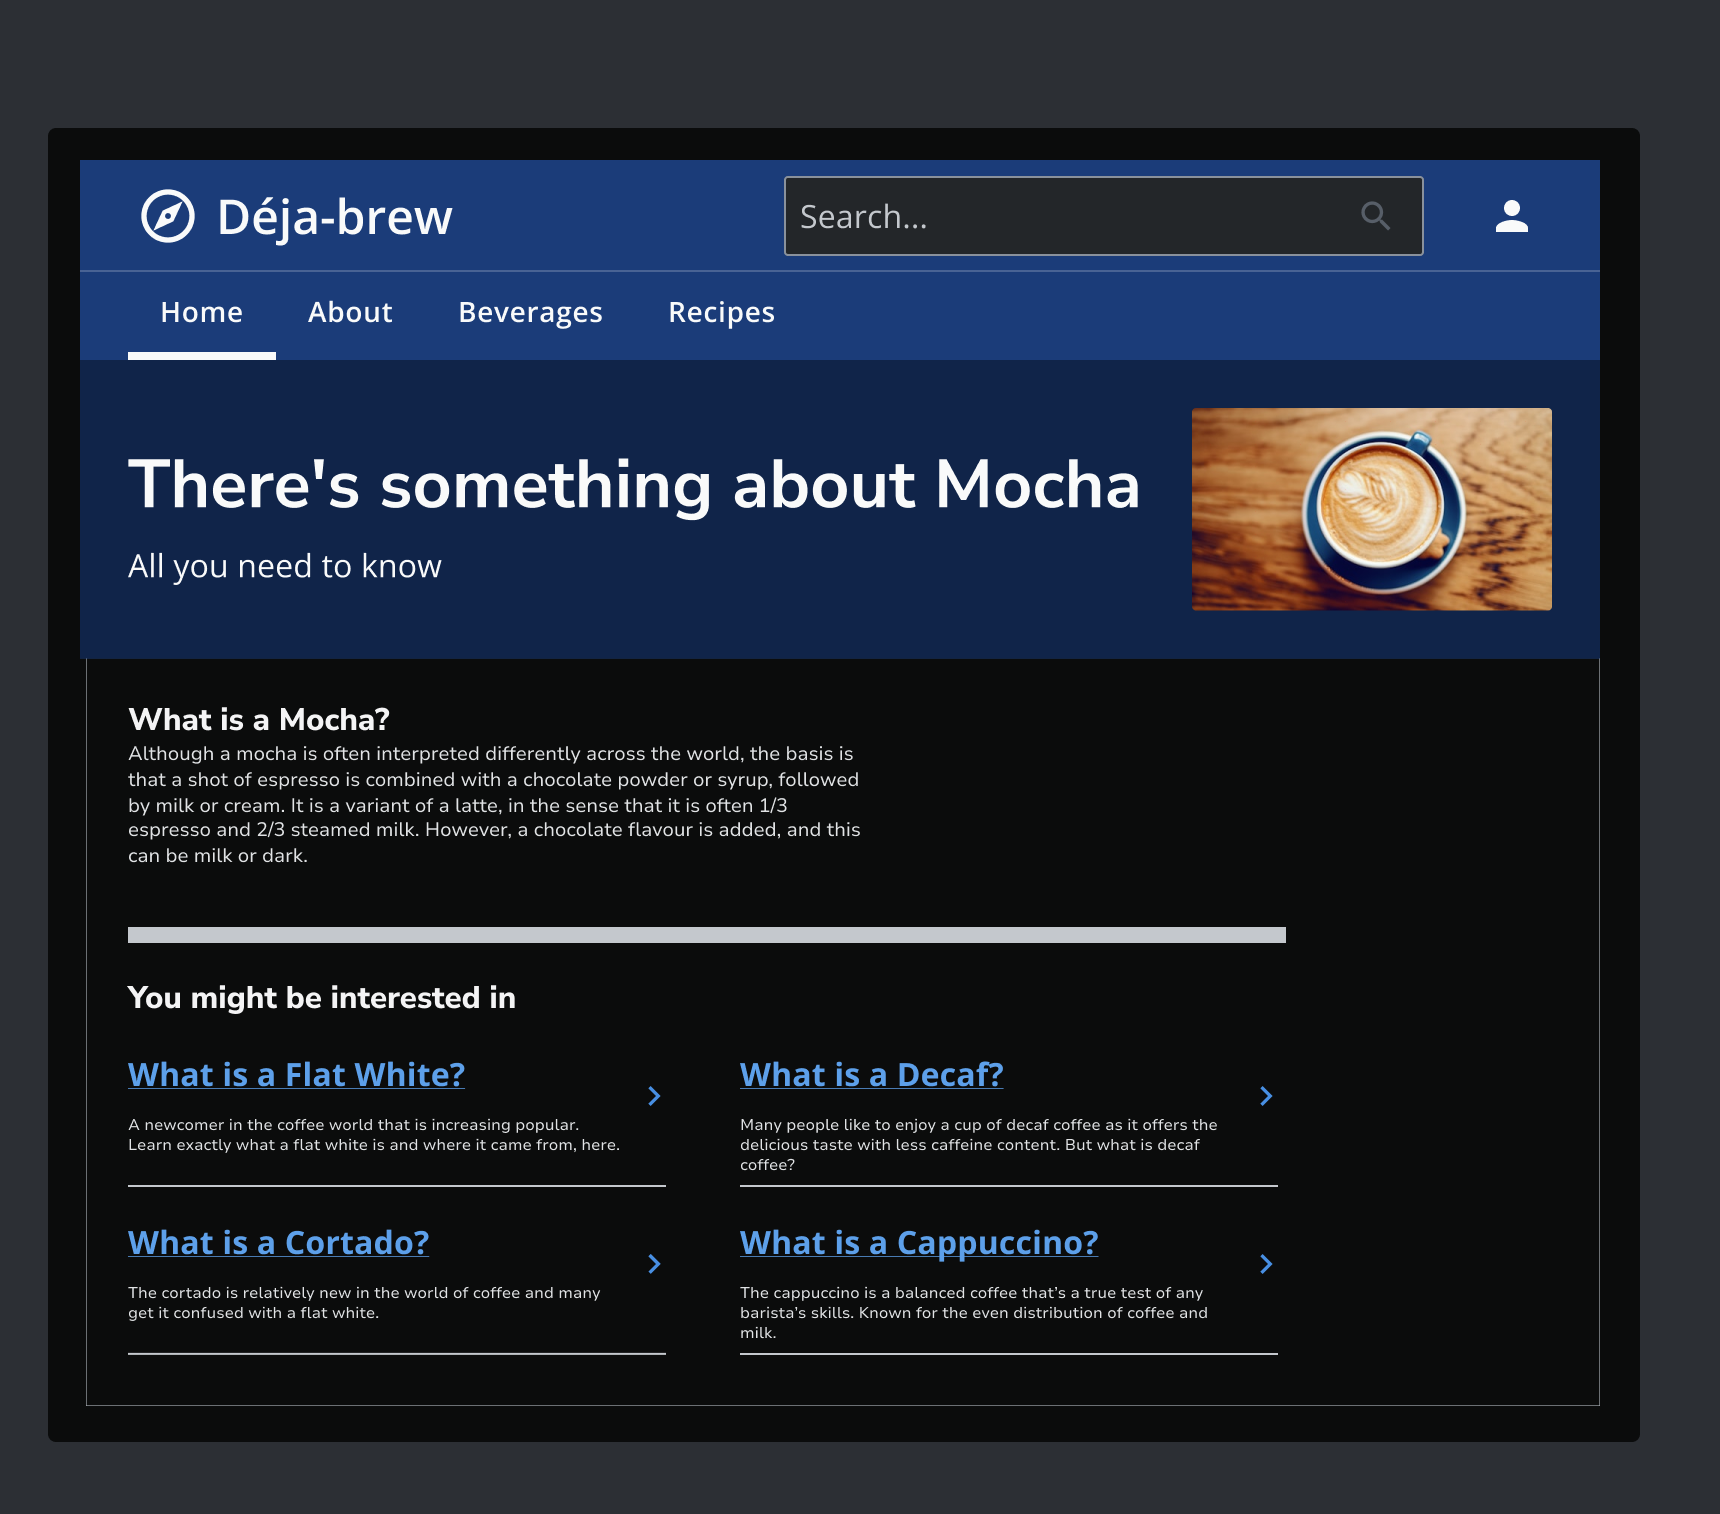 Déja-brew
Search...
Home About Beverages Recipes
There's something about Mocha
All you need to know
What is a Mocha?
Although a mocha is often interpreted differently across the world, the basis is
that a shot of espresso is combined with a chocolate powder or syrup, followed
by milk or cream. It is a variant of a latte, in the sense that it is often 1/3
espresso and 2/3 steamed milk. However, a chocolate flavour is added, and this
can be milk or dark.
You might be interested in
What is a Flat White?
A newcomer in the coffee world that is increasing popular.
Learn exactly what a flat white is and where it came from, here.
What is a Decaf?
Many people like to enjoy a cup of decaf coffee as it offers the
delicious taste with less caffeine content. But what is decaf
coffee?
What is a Cortado?
The cortado is relatively new in the world of coffee and many
get it confused with a flat white.
What is a Cappuccino?
The cappuccino is a balanced coffee that’s a true test of any
barista’s skills. Known for the even distribution of coffee and
milk.